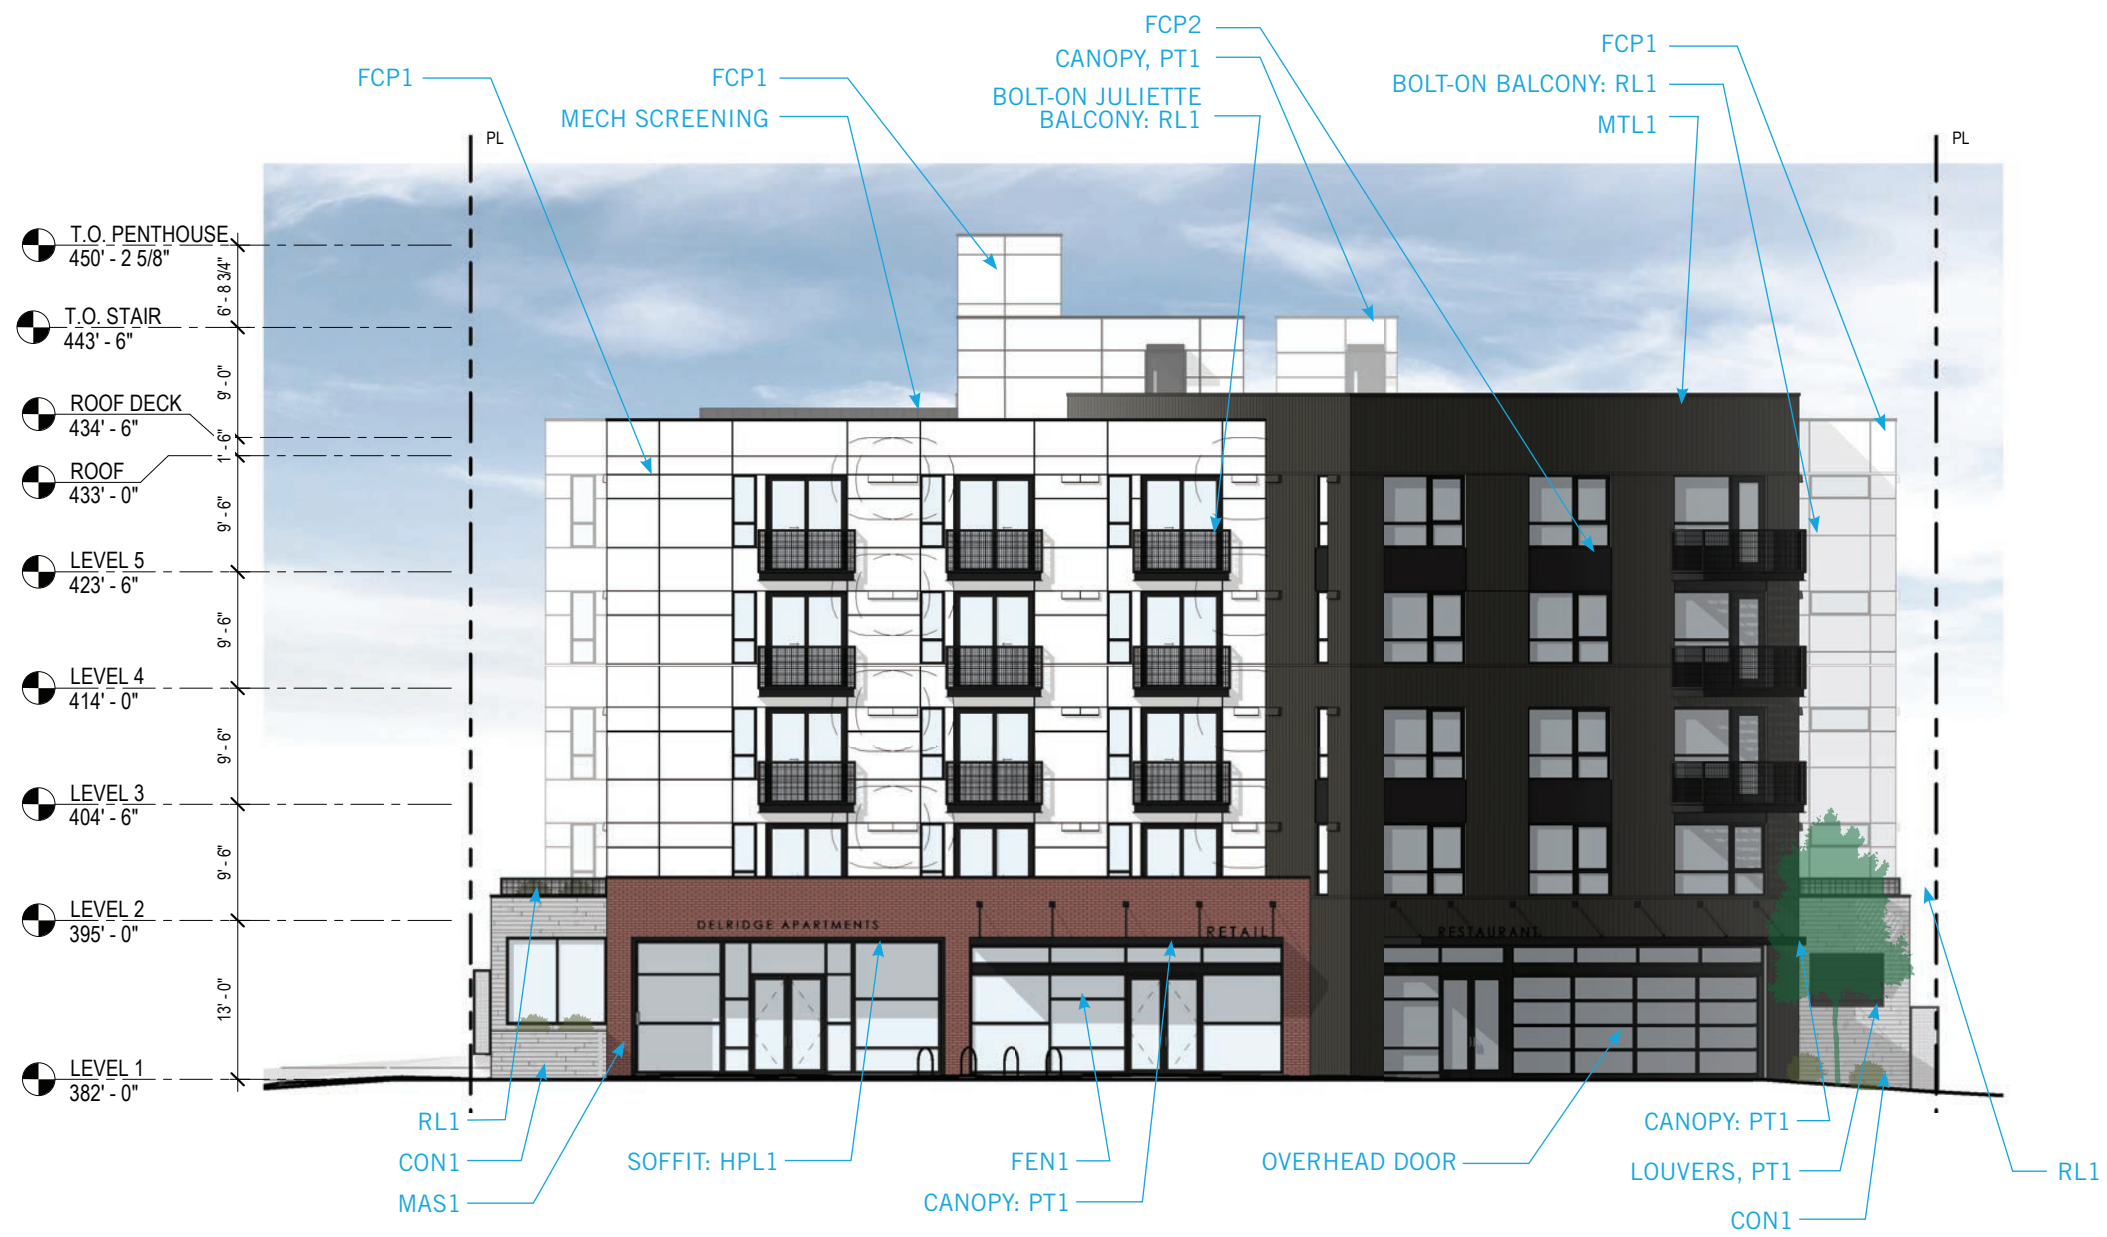 FCP2
CANOPY, PT1
BOLT-ON JULIETTE
BALCONY: RL1
FCP1
MECH SCREENING
FCP1
FCP1
BOLT-ON BALCONY: RL1
MTL1
PL
PL
T.O. PENTHOUSE
450' - 2 5/8"
6' - 8 3/4"
T.O. STAIR
443' - 6"
9' - 0"
ROOF DECK
434' - 6"
1' - 6"
ROOF
433' - 0"
9' - 6"
LEVEL 5
423' - 6"
9' - 6"
LEVEL 4
414' - 0"
9' - 6"
LEVEL 3
404' - 6"
9' - 6"
LEVEL 2
395' - 0"
13' - 0"
LEVEL 1
382' - 0"
DELRIDGE APARTMENTS
RETAIL
RESTAURANT
RL1
CON1
MAS1
SOFFIT: HPL1
FEN1
CANOPY: PT1
OVERHEAD DOOR
CANOPY: PT1
LOUVERS, PT1
CON1
RL1